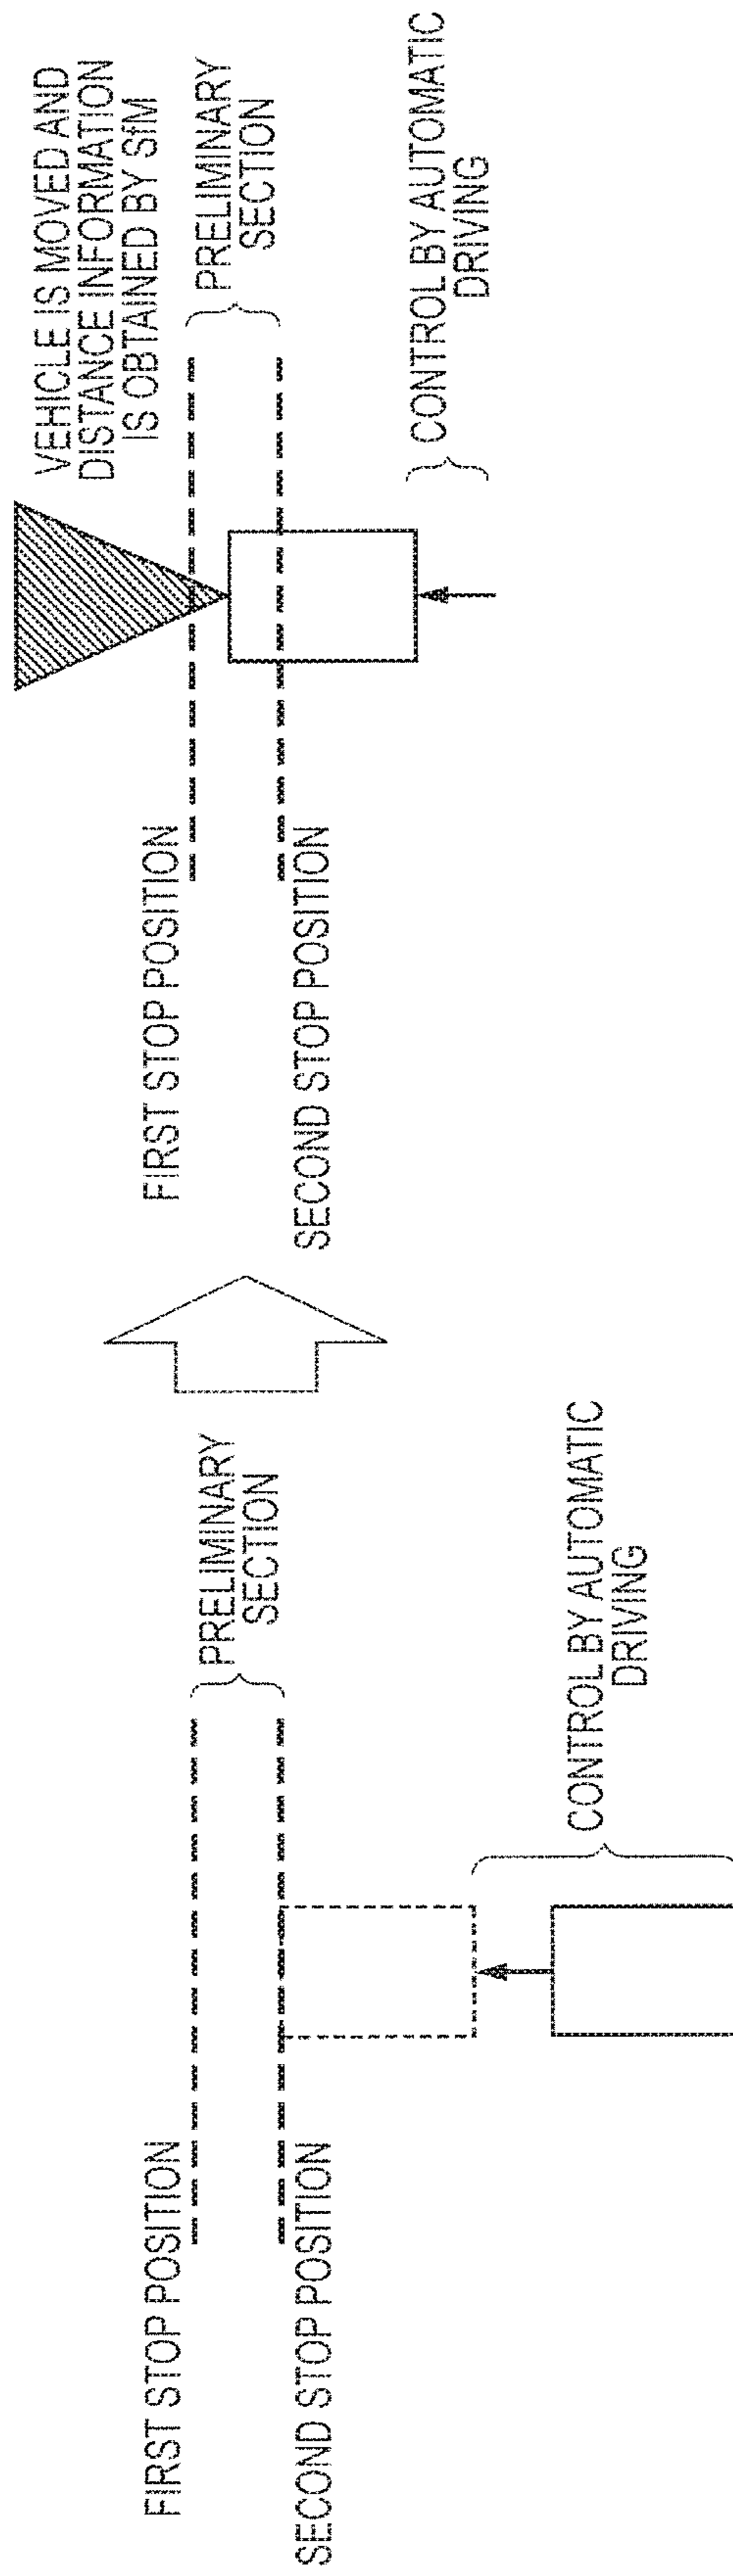 FIRST STOP POSITION
SECOND STOP POSITION
PRELIMINARY
SECTION
CONTROL BY AUTOMATIC
DRIVING
FIRST STOP POSITION
SECOND STOP POSITION
VEHICLE IS MOVED AND
DISTANCE INFORMATION
IS OBTAINED BY SfM
PRELIMINARY
SECTION
CONTROL BY AUTOMATIC
DRIVING